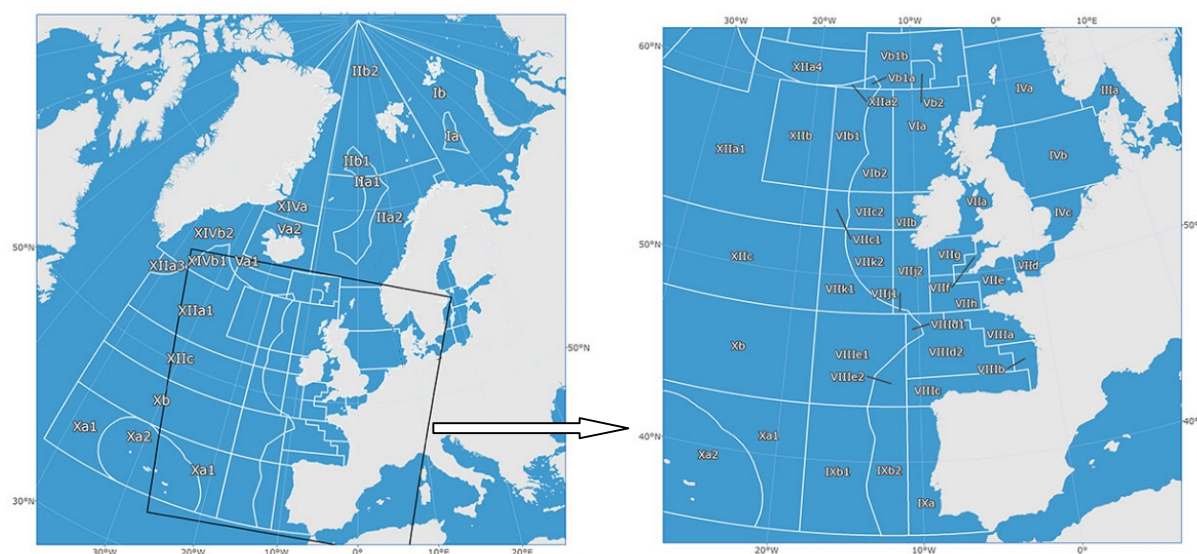 IIb2
Ib
Ia
IIb1
IIa1
XIVa
IIa2
Va2
XIVb2
50°N
XIIa3
XIVb1
Va1
XIIa1
50°N
XIIc
Xb
Xa1
Xa2
Xa1
30°N
30°W
20°W
10°W
0°
10°E
20°E
30°W
20°W
10°W
0°
10°E
60°N
Vb1b
XIIa4
Vb1a
IVa
IIIa
XIIa2
Vb2
VIa
XIIb
VIb1
XIIa1
IVb
VIb2
VIIa
VIIc2
VIIb
IVc
50°N
VIIc1
50°N
XIIc
VIIg
VIIk2
VIId
VIIj2
VIIe
VIIk1
VIIj1
VIIf
VIIh
VIIId1
VIIIa
Xb
VIIIe1
VIIId2
VIIIb
VIIIe2
VIIIc
40°N
Xa1
40°N
Xa2
IXb1
IXb2
IXa
20°W
10°W
0°